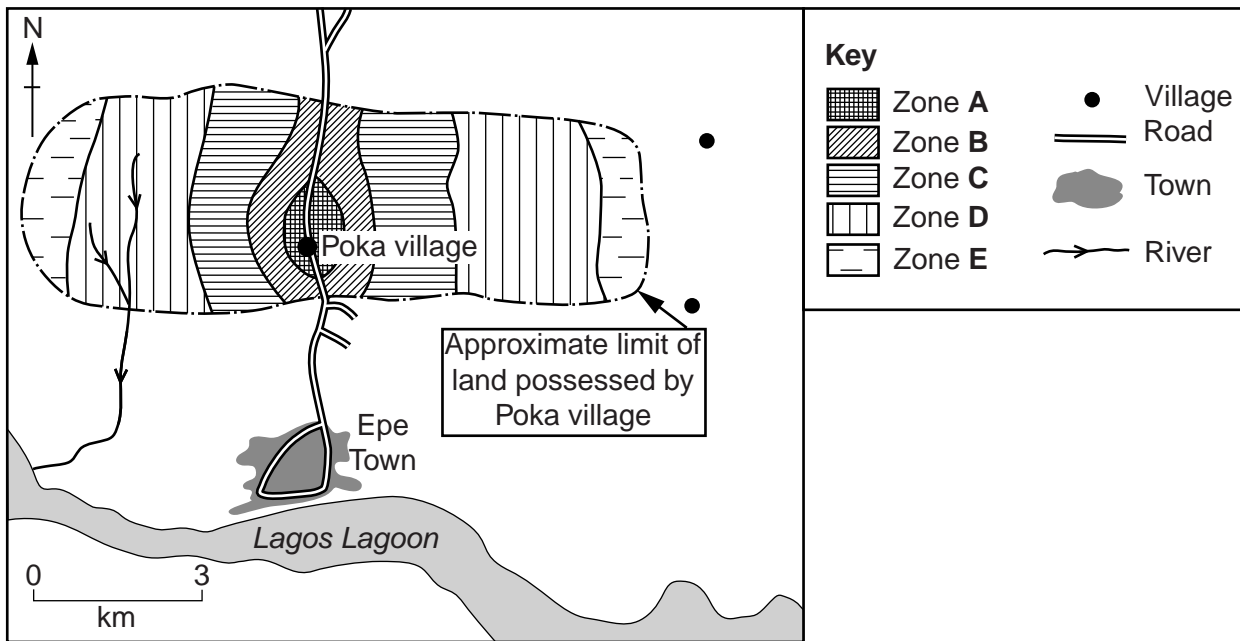 N
Poka village
Approximate limit of
land possessed by
Poka village
Epe
Town
Lagos Lagoon
0 3
km
Key
Zone A
Zone B
Zone C
Zone D
Zone E
Village
Road
Town
River